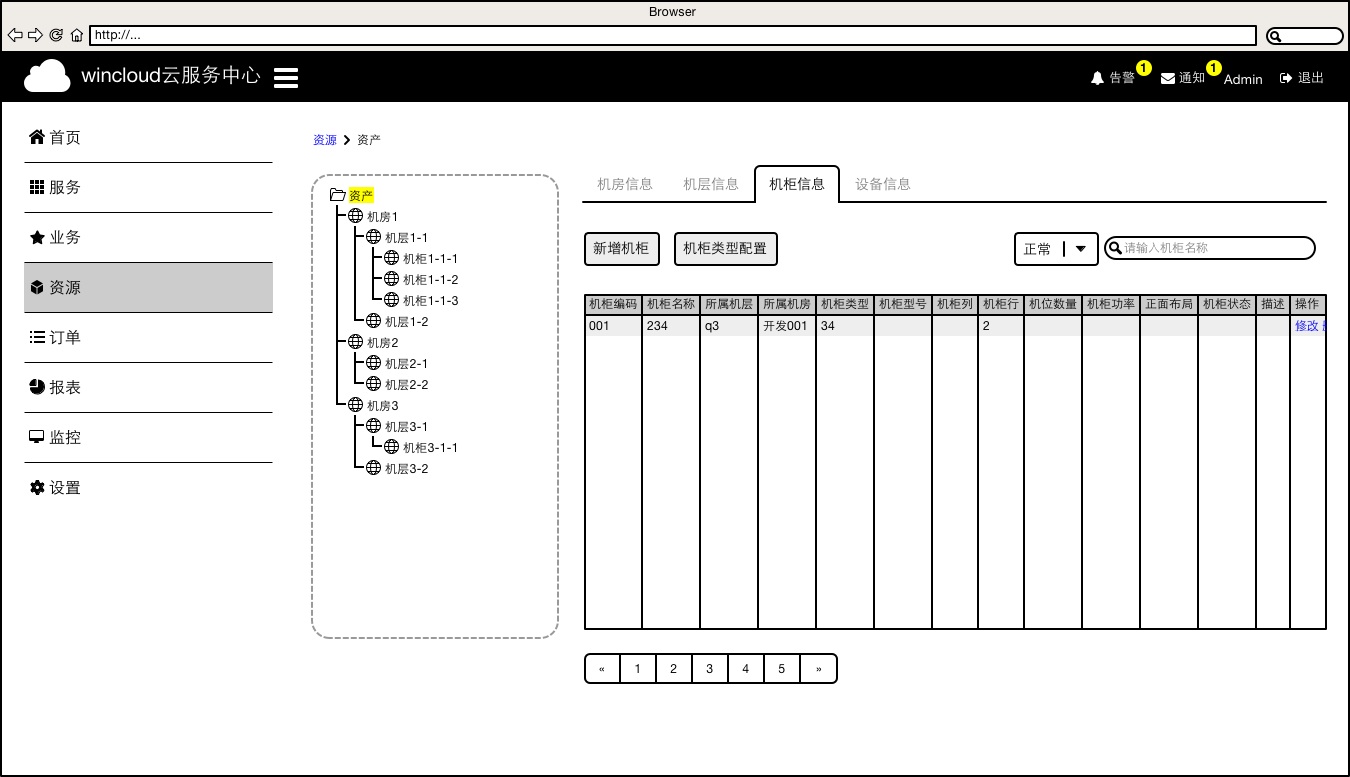 Browser
http://...
wincloud云服务中心
告警 1 通知 1 Admin 退出
首页
服务
业务
资源
订单
报表
监控
设置
资源 资产
资产
机房1
机层1-1
机柜1-1-1
机柜1-1-2
机柜1-1-3
机层1-2
机房2
机层2-1
机层2-2
机房3
机层3-1
机柜3-1-1
机层3-2
机房信息 机层信息 机柜信息 设备信息
新增机柜 机柜类型配置 正常 请输入机柜名称
机柜编码 机柜名称 所属机层 所属机房 机柜类型 机柜型号 机柜列 机柜行 机位数量 机柜功率 正面布局 机柜状态 描述 操作
001 234 q3 开发001 34 2 修改
« 1 2 3 4 5 »